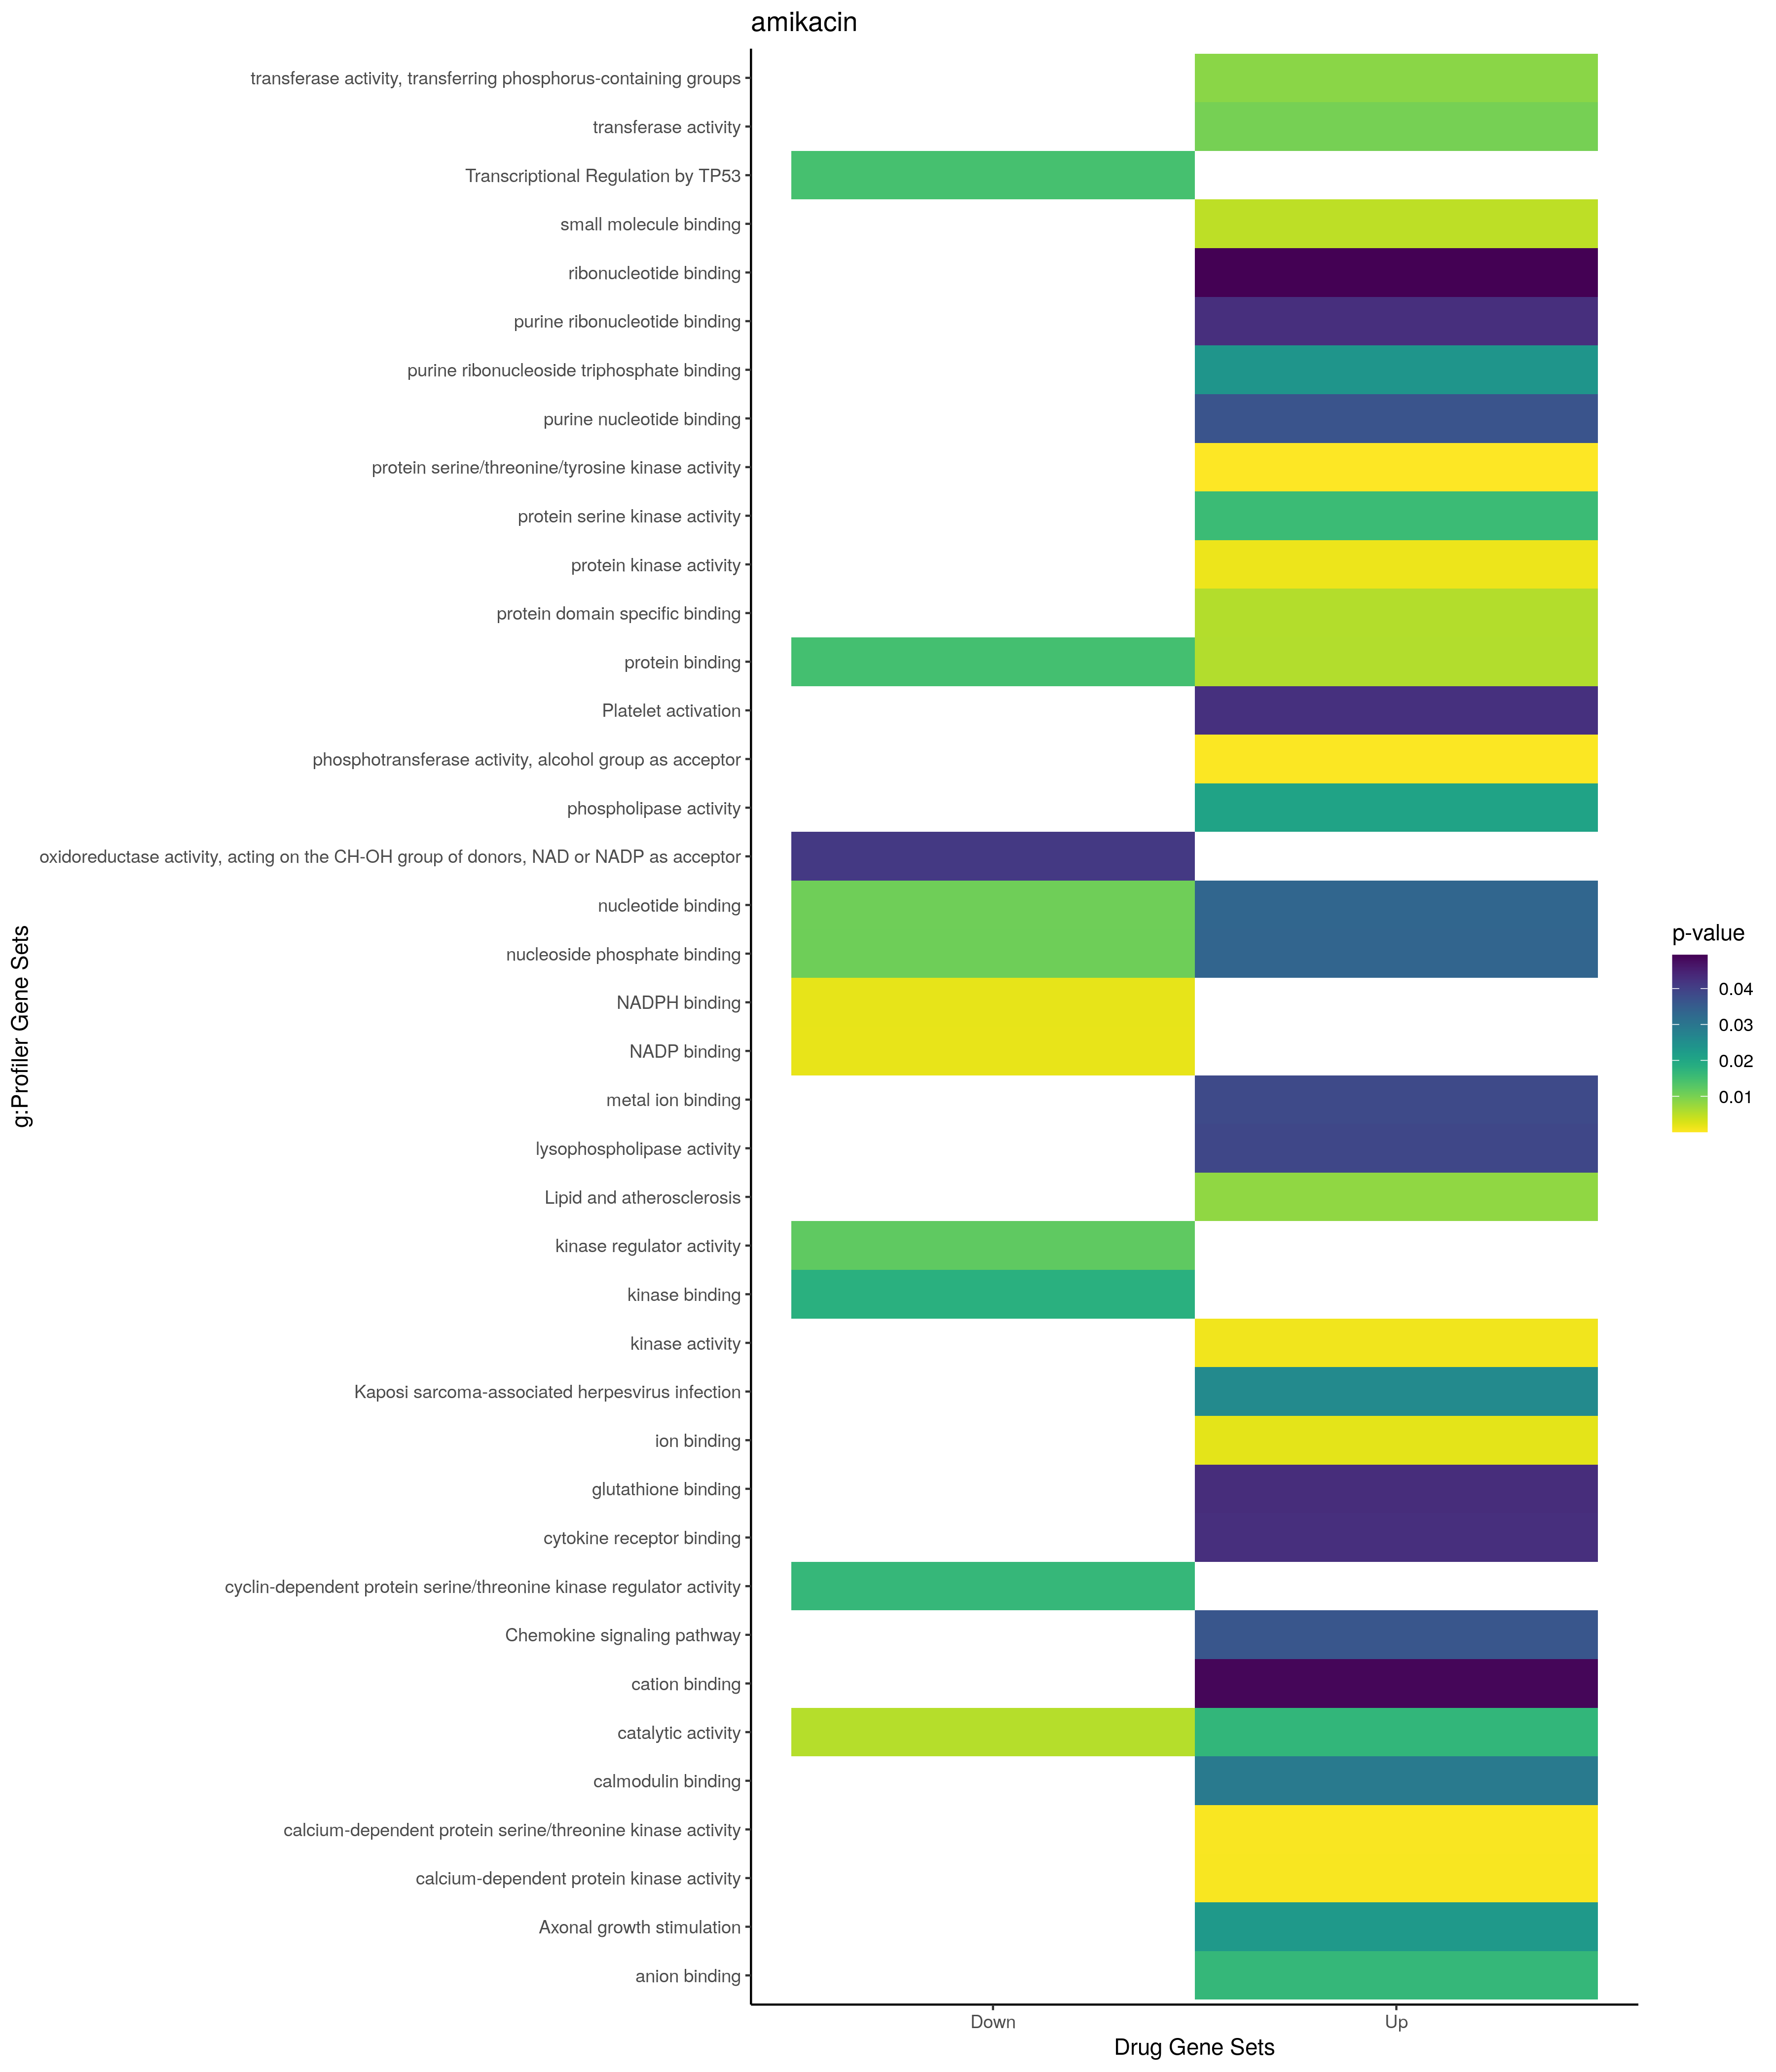 amikacin
transferase activity, transferring phosphorus-containing groups
transferase activity
Transcriptional Regulation by TP53
small molecule binding
ribonucleotide binding
purine ribonucleotide binding
purine ribonucleoside triphosphate binding
purine nucleotide binding
protein serine/threonine/tyrosine kinase activity
protein serine kinase activity
protein kinase activity
protein domain specific binding
protein binding
Platelet activation
phosphotransferase activity, alcohol group as acceptor
phospholipase activity
oxidoreductase activity, acting on the CH-OH group of donors, NAD or NADP as acceptor
nucleotide binding
nucleoside phosphate binding
NADPH binding
NADP binding
metal ion binding
lysophospholipase activity
Lipid and atherosclerosis
kinase regulator activity
kinase binding
kinase activity
Kaposi sarcoma-associated herpesvirus infection
ion binding
glutathione binding
cytokine receptor binding
cyclin-dependent protein serine/threonine kinase regulator activity
Chemokine signaling pathway
cation binding
catalytic activity
calmodulin binding
calcium-dependent protein serine/threonine kinase activity
calcium-dependent protein kinase activity
Axonal growth stimulation
anion binding
g:Profiler Gene Sets
Down
Up
Drug Gene Sets
p-value
0.04
0.03
0.02
0.01